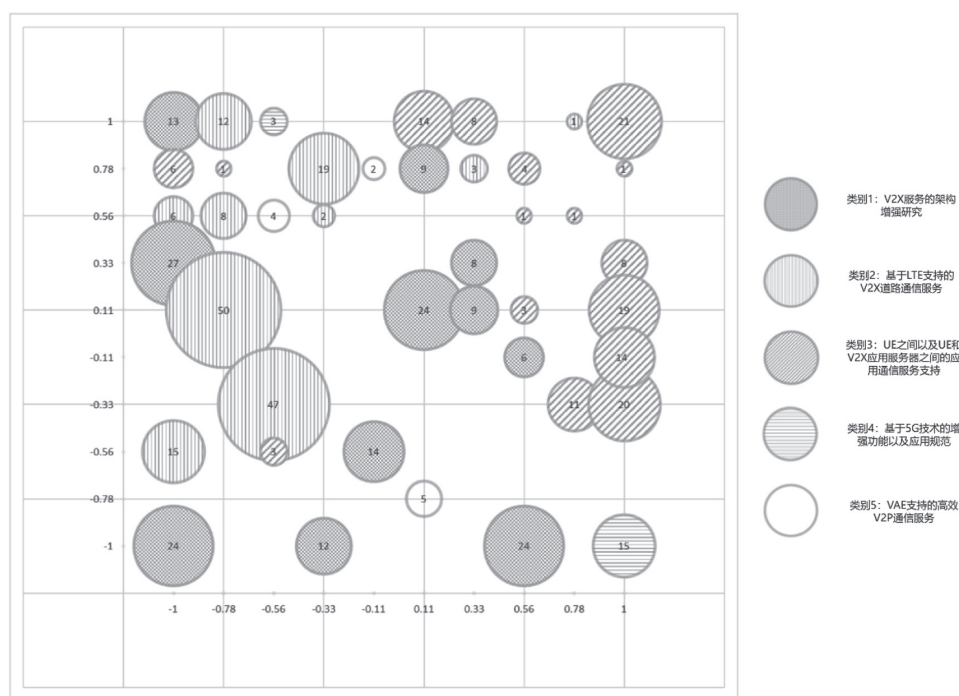 1 13 12 3 14 8 1 21
0.78 6 1 19 2 9 3 4 1
0.56 6 8 4 2 1 1
0.33 27 8 8
0.11 50 24 9 3 19
-0.11 6 14
-0.33 47 11 20
-0.56 15 3 14
-0.78 5
-1 24 12 24 15
-1 -0.78 -0.56 -0.33 -0.11 0.11 0.33 0.56 0.78 1
类别1：V2X服务的架构
增强研究
类别2：基于LTE支持的
V2X道路通信服务
类别3：UE之间以及UE和
V2X应用服务器之间的应
用通信服务支持
类别4：基于5G技术的增
强功能以及应用规范
类别5：VAE支持的高效
V2P通信服务